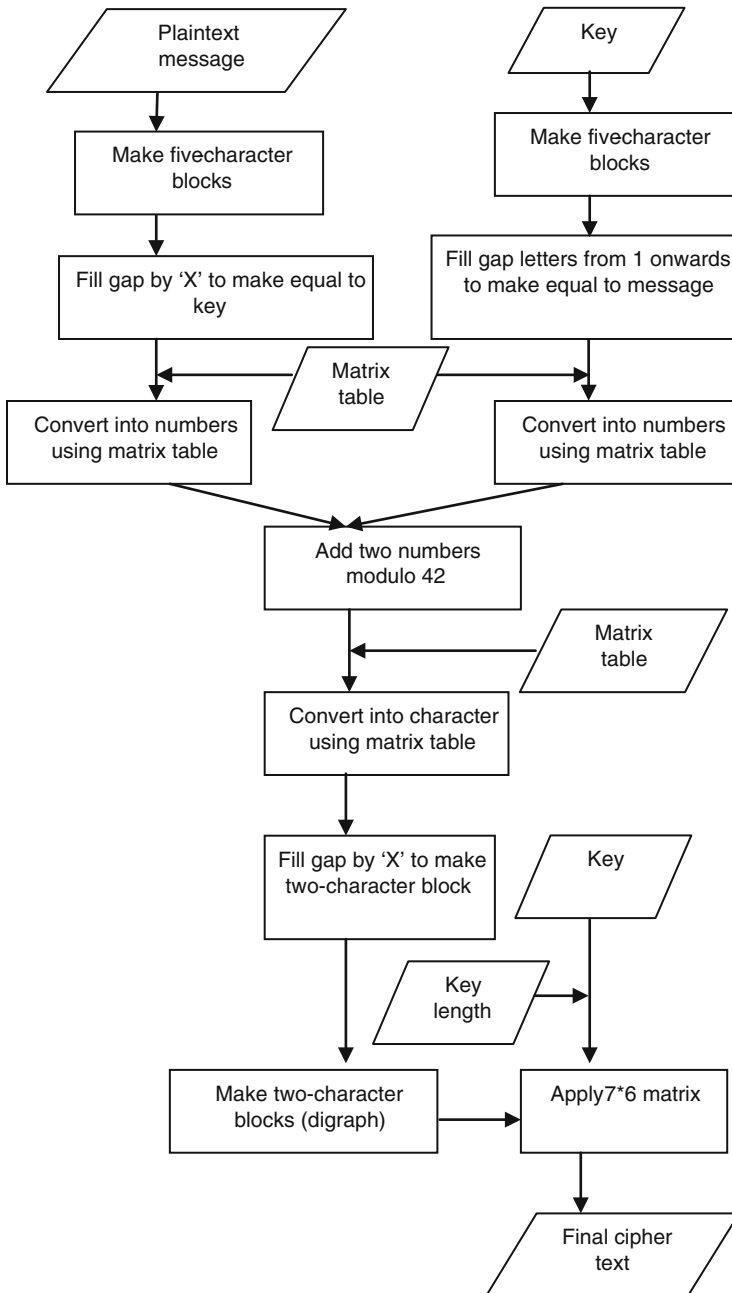 Plaintext
message
Key
Make fivecharacter
blocks
Make fivecharacter
blocks
Fill gap by ‘X’ to make equal to
key
Fill gap letters from 1 onwards
to make equal to message
Matrix
table
Convert into numbers
using matrix table
Convert into numbers
using matrix table
Add two numbers
modulo 42
Matrix
table
Convert into character
using matrix table
Fill gap by ‘X’ to make
two-character block
Key
Key
length
Make two-character
blocks (digraph)
Apply7*6 matrix
Final cipher
text